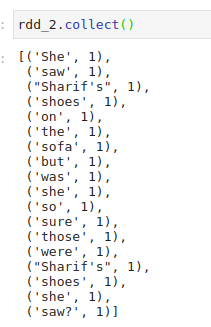 : rdd_2.collect()
: [('She', 1),
('saw', 1),
("Sharif's", 1),
('shoes', 1),
('on', 1),
('the', 1),
('sofa', 1),
('but', 1),
('was', 1),
('she', 1),
('so', 1),
('sure', 1),
('those', 1),
('were', 1),
("Sharif's", 1),
('shoes', 1),
('she', 1),
('saw?', 1)]